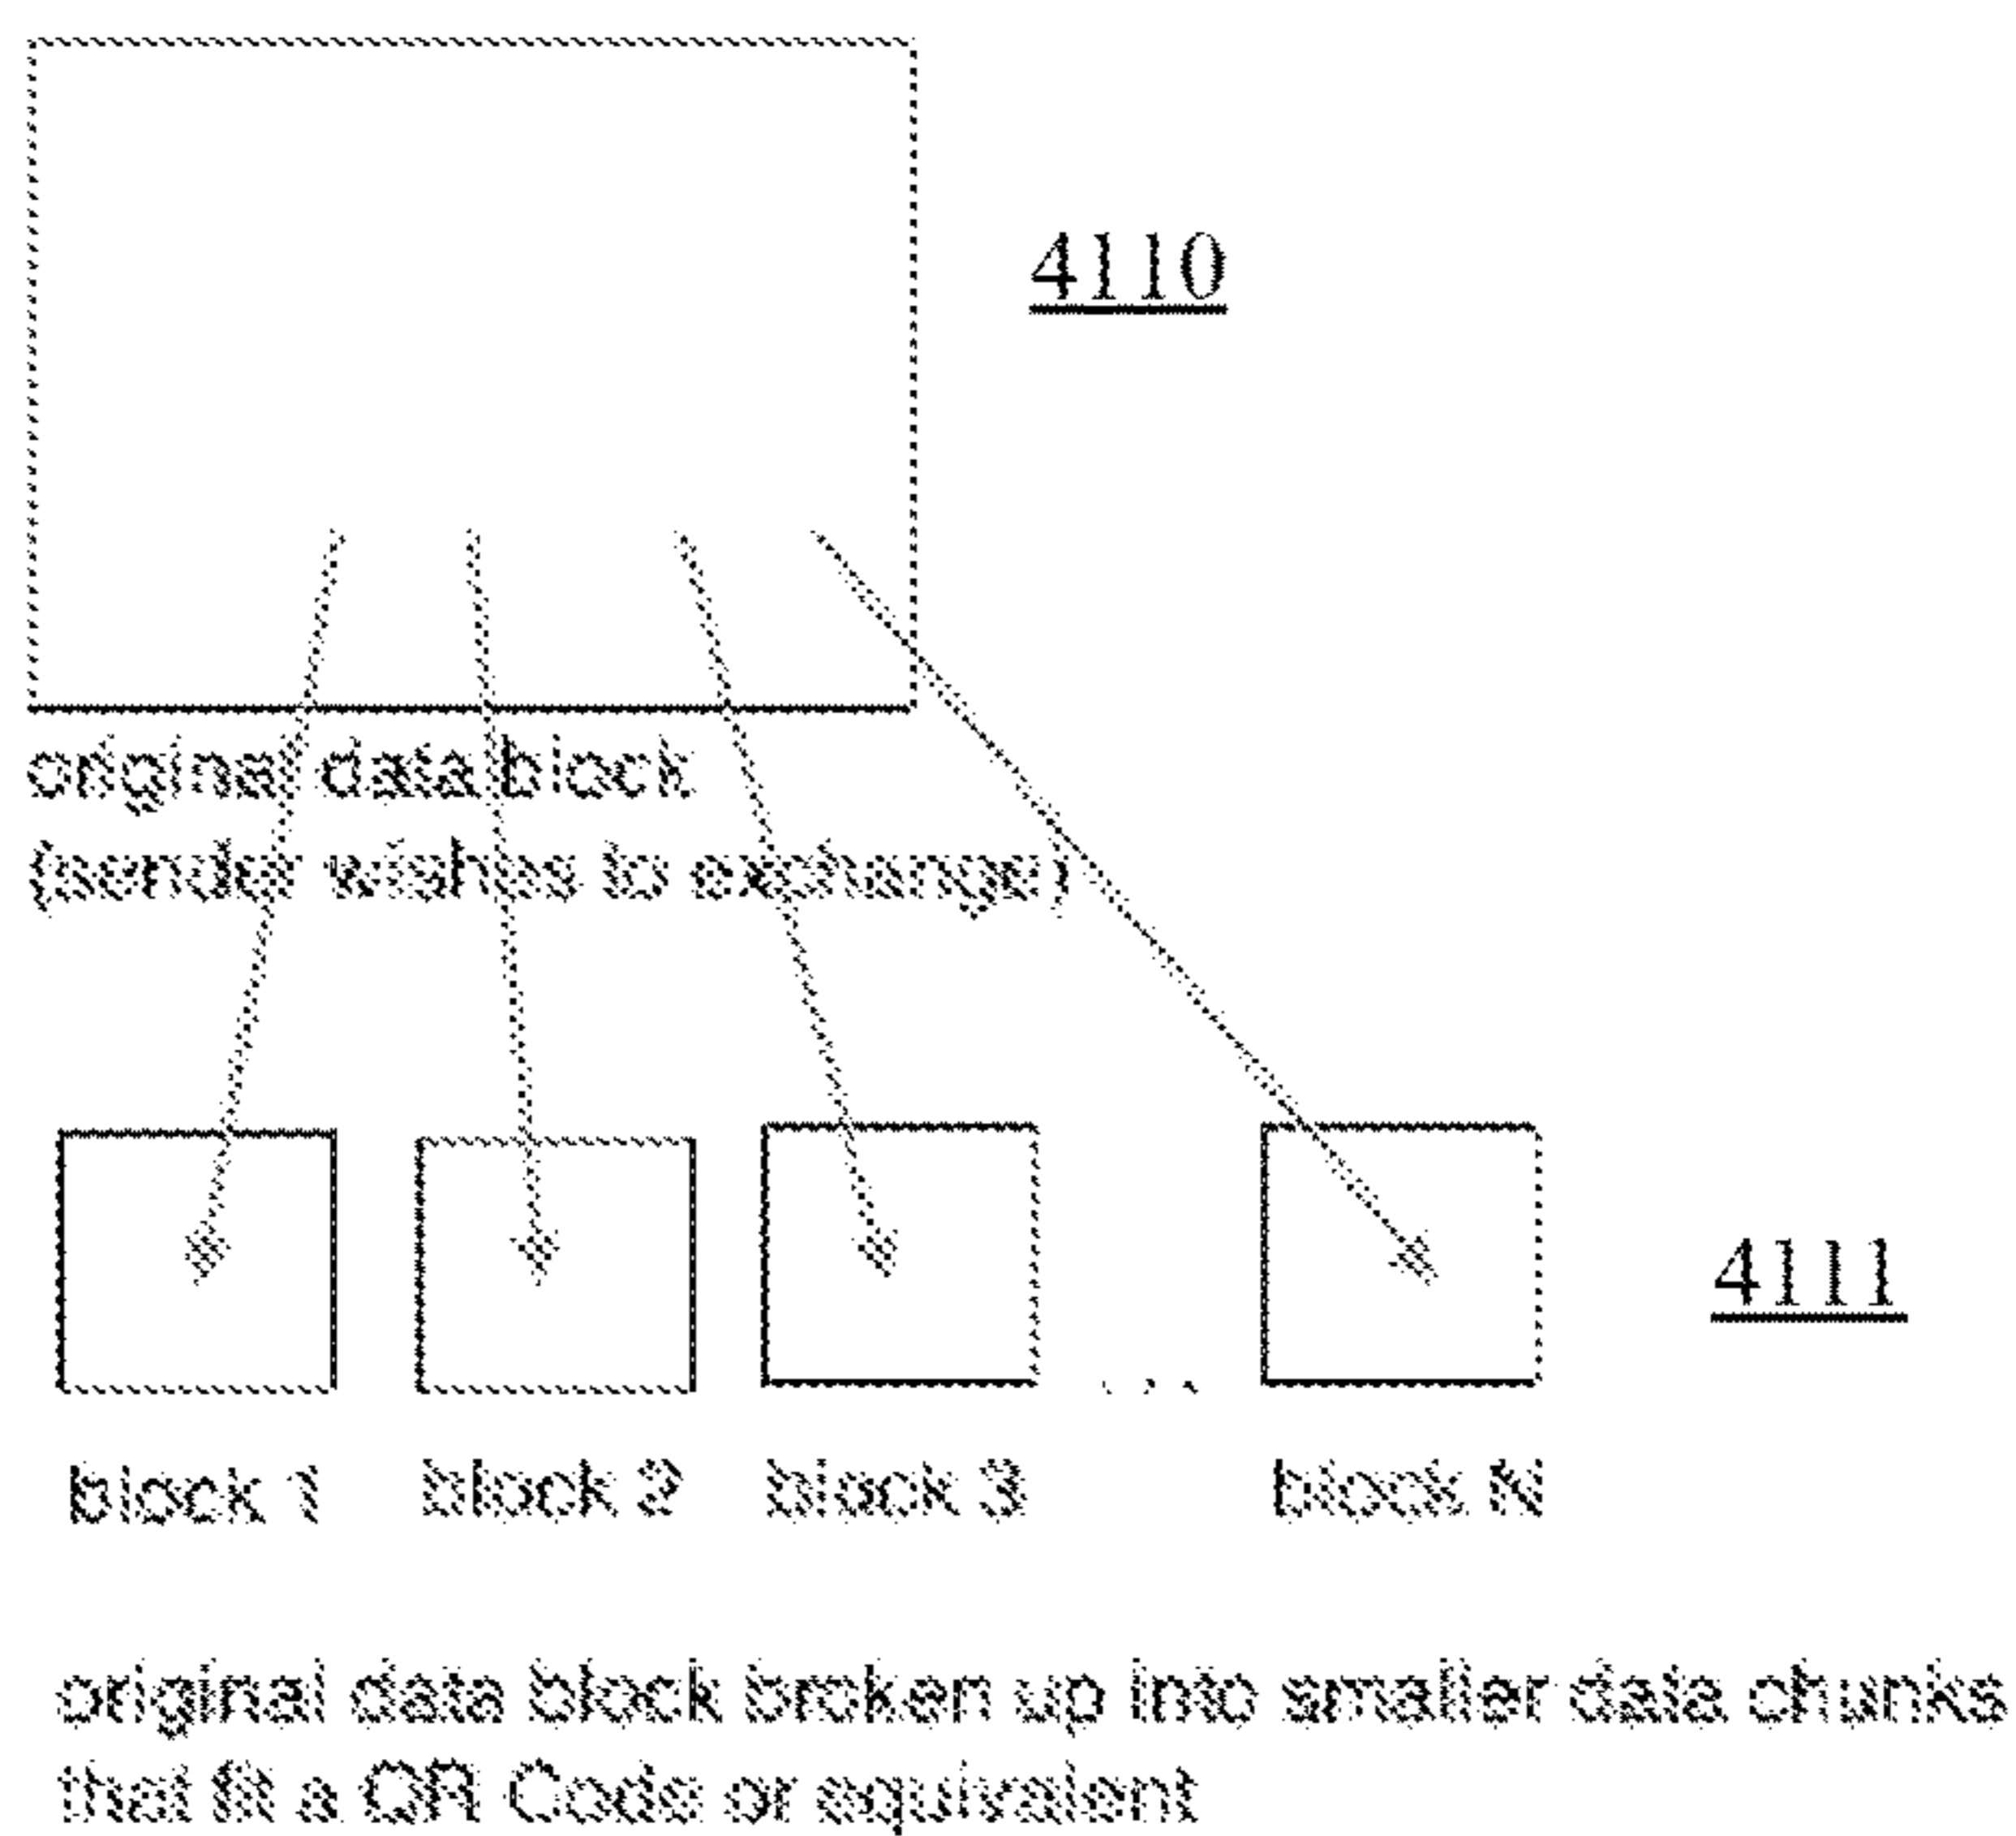 4110
original data block
(sender wishes to exchange)
4111
block 1 block 2 block 3 ... block N
original data block broken up into smaller data chunks
that fit a QR Code or equivalent